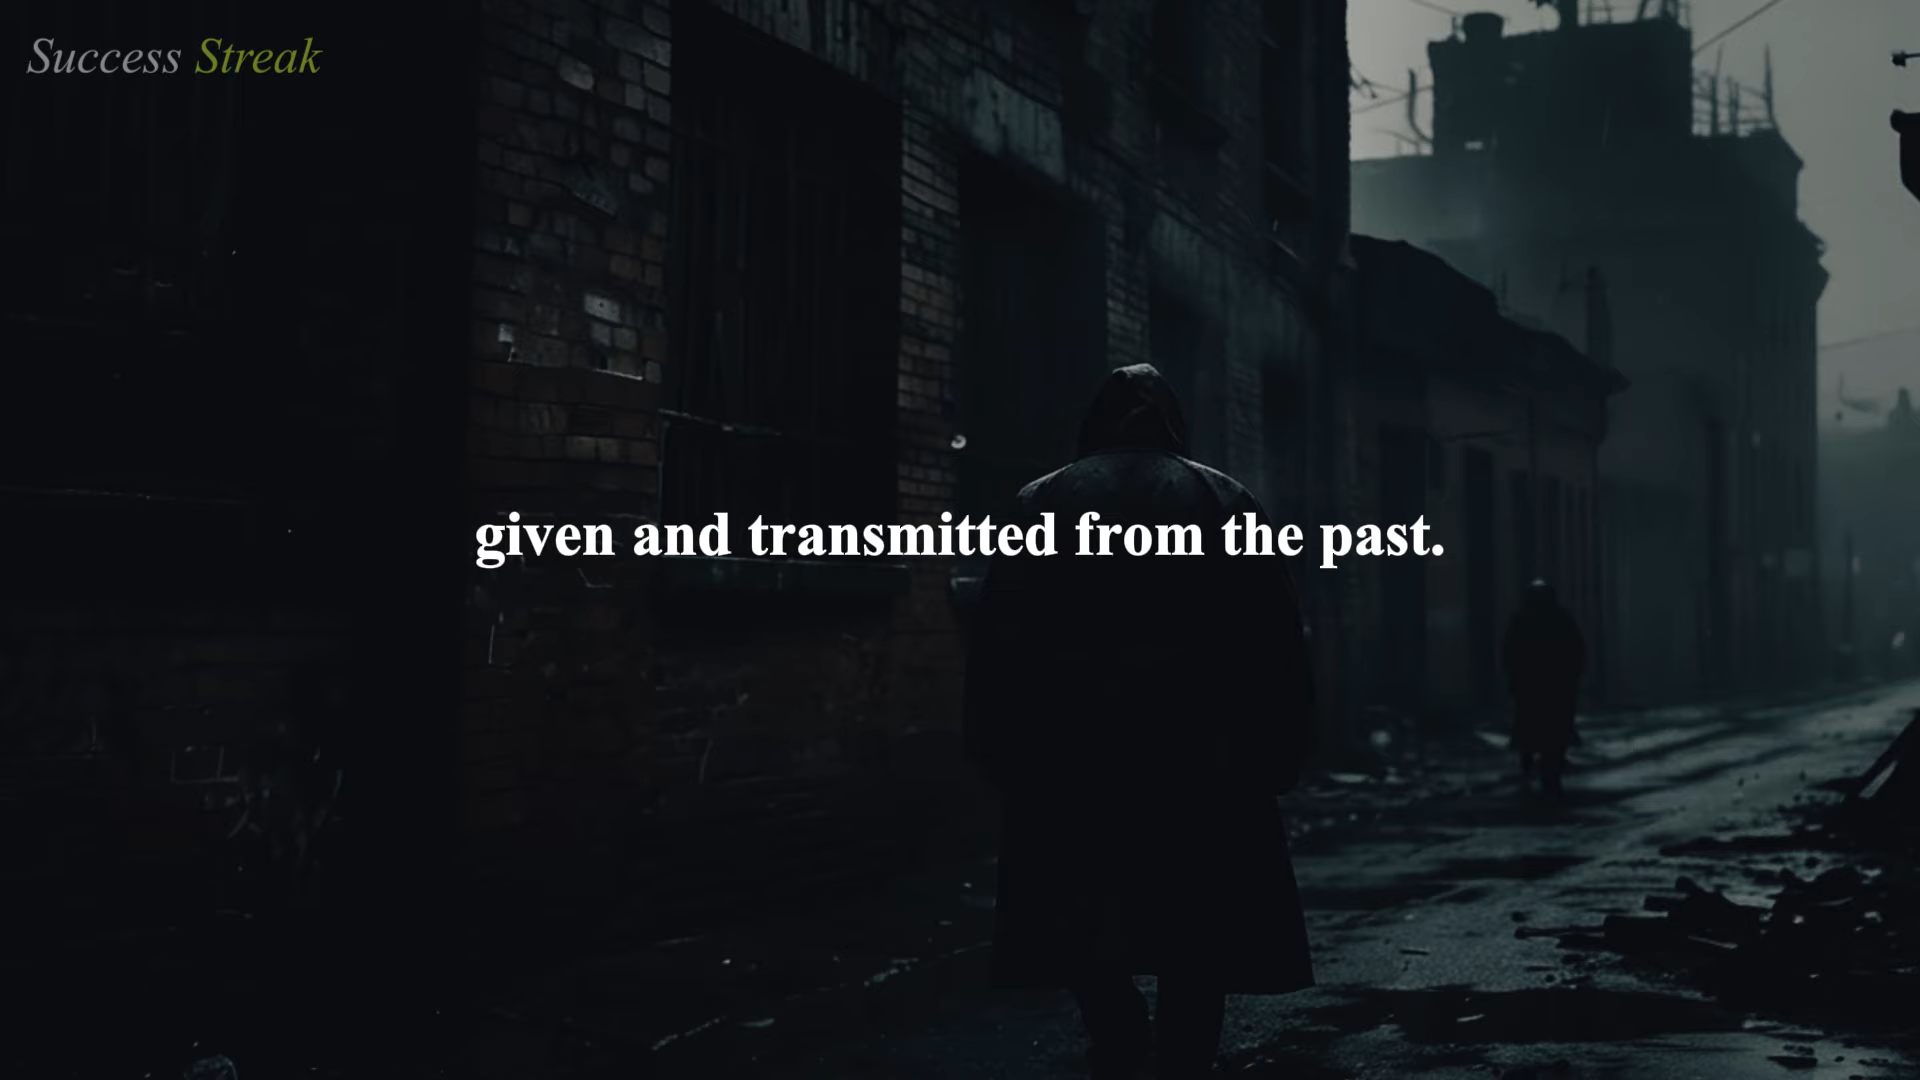 Success Streak
given and transmitted from the past.